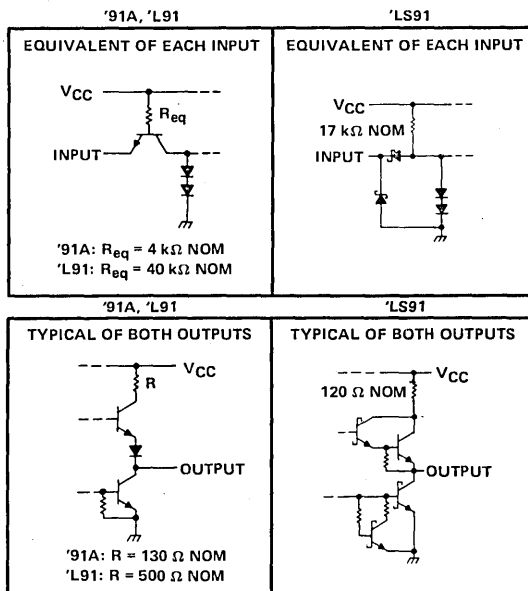 '91A, 'L91
'LS91
EQUIVALENT OF EACH INPUT
EQUIVALENT OF EACH INPUT
VCC
Req
INPUT
'91A: Req = 4 kΩ NOM
'L91: Req = 40 kΩ NOM
VCC
17 kΩ NOM
INPUT
'91A, 'L91
'LS91
TYPICAL OF BOTH OUTPUTS
TYPICAL OF BOTH OUTPUTS
VCC
R
OUTPUT
'91A: R = 130 Ω NOM
'L91: R = 500 Ω NOM
VCC
120 Ω NOM
OUTPUT